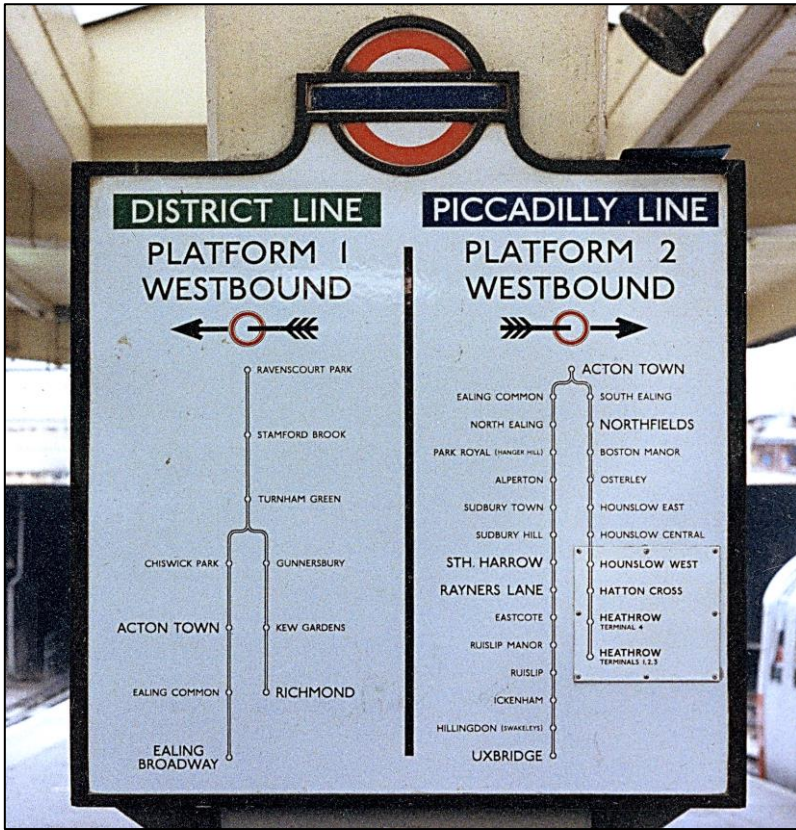 DISTRICT LINE
PLATFORM 1
WESTBOUND
RAVENSCOURT PARK
STAMFORD BROOK
TURNHAM GREEN
CHISWICK PARK
GUNNERSBURY
ACTON TOWN
KEW GARDENS
EALING COMMON
RICHMOND
EALING
BROADWAY
PICCADILLY LINE
PLATFORM 2
WESTBOUND
ACTON TOWN
EALING COMMON
NORTH EALING
PARK ROYAL (HANGER HILL)
ALPERTON
SUDBURY TOWN
SUDBURY HILL
STH. HARROW
RAYNERS LANE
EASTCOTE
RUISLIP MANOR
RUISLIP
ICKENHAM
HILLINGDON (SWAKELEYS)
UXBRIDGE
SOUTH EALING
NORTHFIELDS
BOSTON MANOR
OSTERLEY
HOUNSLOW EAST
HOUNSLOW CENTRAL
HOUNSLOW WEST
HATTON CROSS
HEATHROW
TERMINAL 4
HEATHROW
TERMINALS 1,2,3